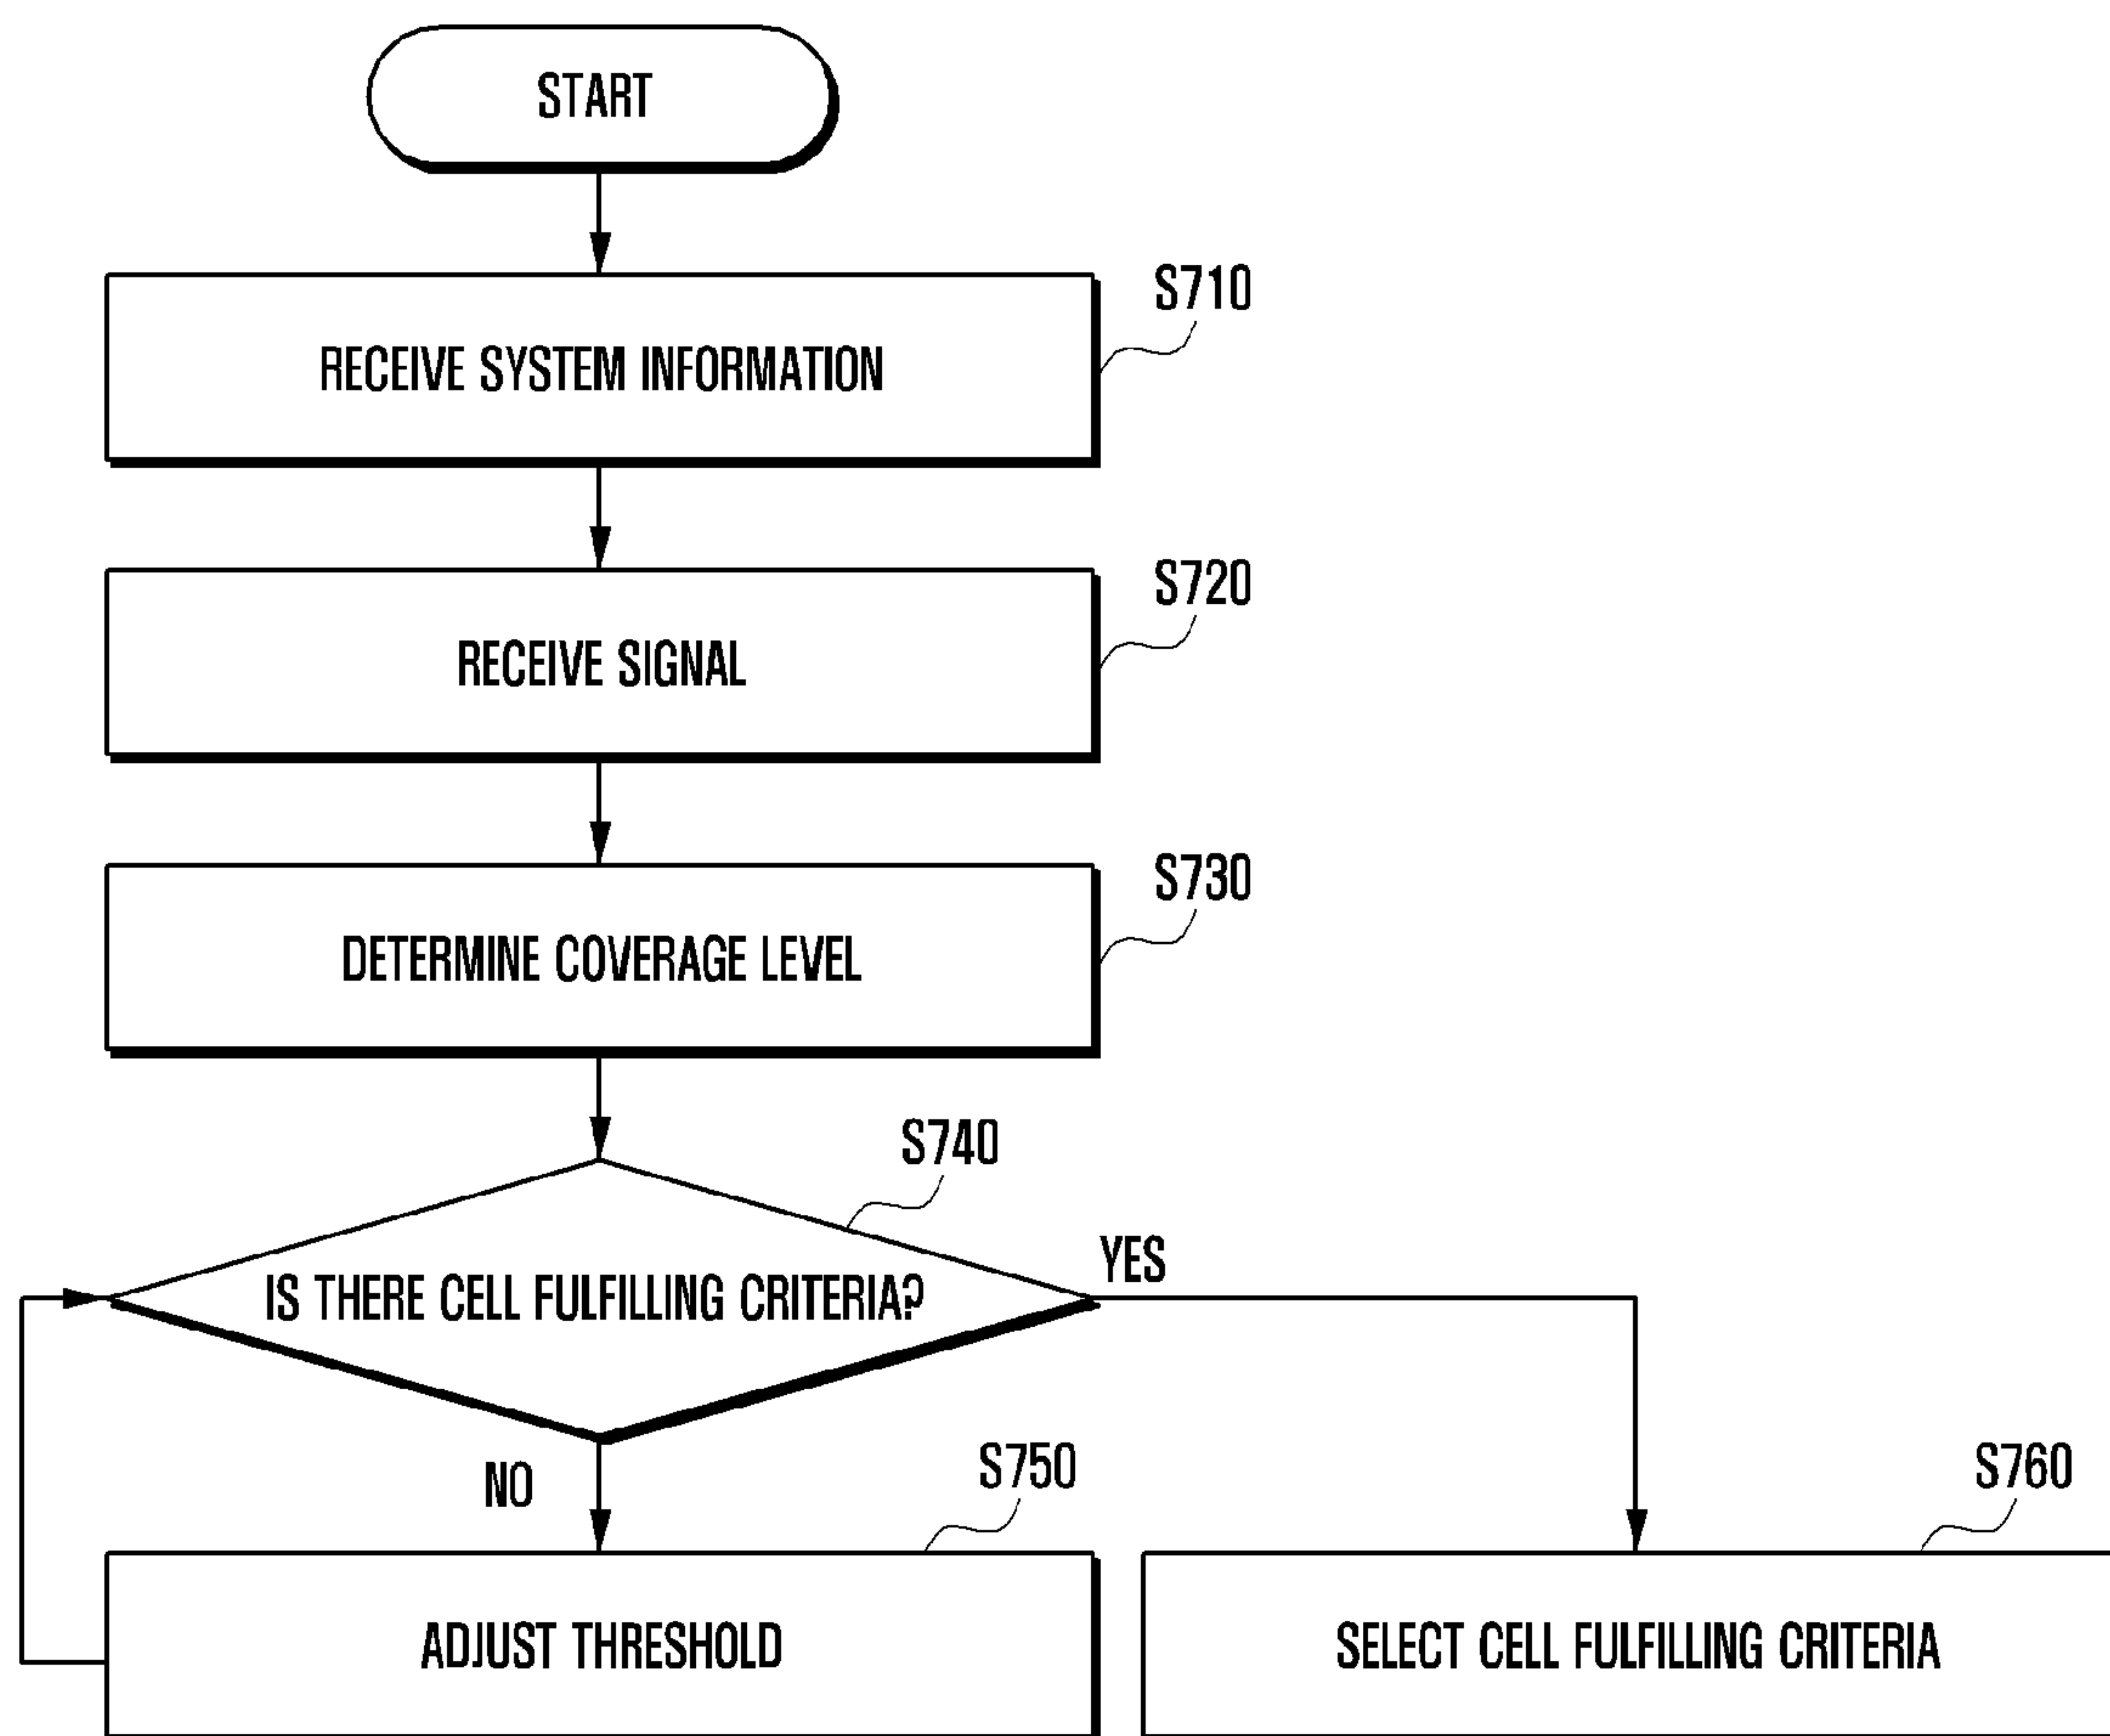 START
S710
RECEIVE SYSTEM INFORMATION
S720
RECEIVE SIGNAL
S730
DETERMINE COVERAGE LEVEL
S740
YES
IS THERE CELL FULFILLING CRITERIA?
NO
S750
S760
ADJUST THRESHOLD
SELECT CELL FULFILLING CRITERIA